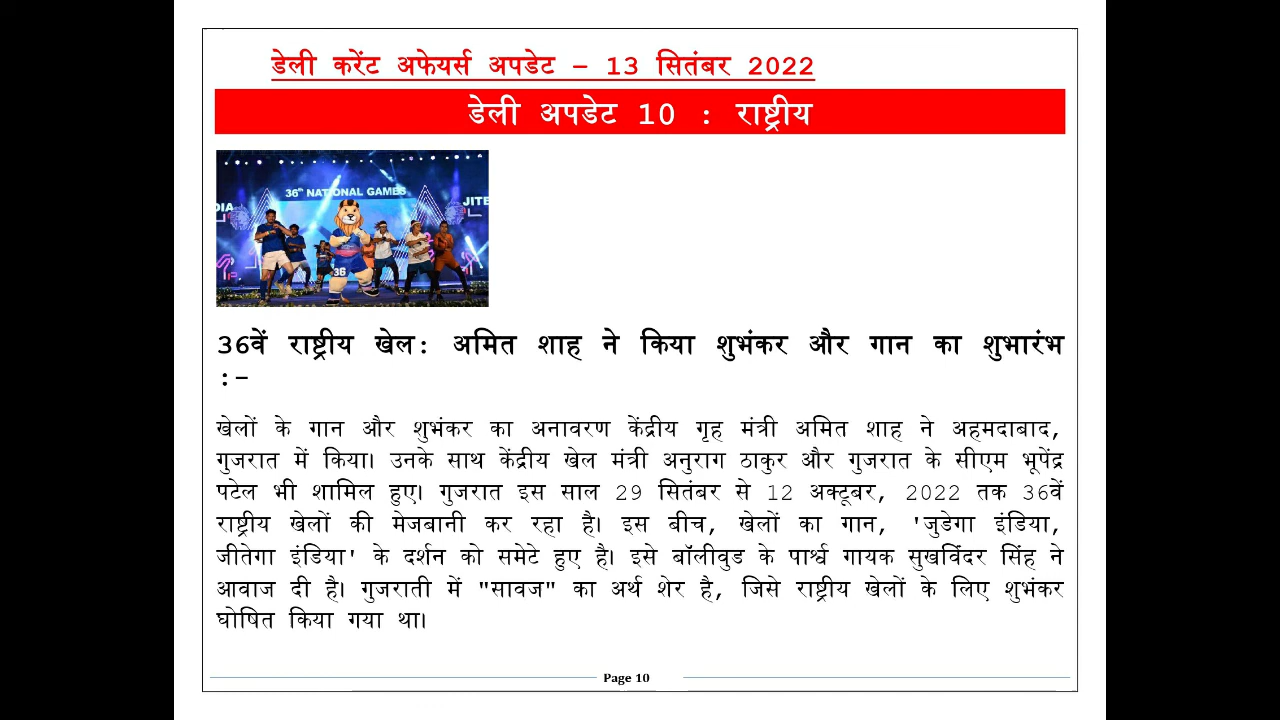 डेली करेंट अफेयर्स अपडेट – 13 सितंबर 2022
डेली अपडेट 10 : राष्ट्रीय
36th NATIONAL GAMES
DIA
JITE
36
36वें राष्ट्रीय खेल: अमित शाह ने किया शुभंकर और गान का शुभारंभ
:-
खेलों के गान और शुभंकर का अनावरण केंद्रीय गृह मंत्री अमित शाह ने अहमदाबाद,
गुजरात में किया। उनके साथ केंद्रीय खेल मंत्री अनुराग ठाकुर और गुजरात के सीएम भूपेंद्र
पटेल भी शामिल हुए। गुजरात इस साल 29 सितंबर से 12 अक्टूबर, 2022 तक 36वें
राष्ट्रीय खेलों की मेजबानी कर रहा है। इस बीच, खेलों का गान, 'जुडेगा इंडिया,
जीतेगा इंडिया' के दर्शन को समेटे हुए है। इसे बॉलीवुड के पार्श्व गायक सुखविंदर सिंह ने
आवाज दी है। गुजराती में "सावज" का अर्थ शेर है, जिसे राष्ट्रीय खेलों के लिए शुभंकर
घोषित किया गया था।
Page 10